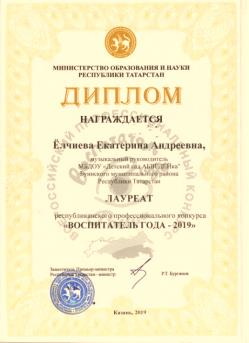 МИНИСТЕРСТВО ОБРАЗОВАНИЯ И НАУКИ
РЕСПУБЛИКИ ТАТАРСТАН
ДИПЛОМ
НАГРАЖДАЕТСЯ
Ёлчиева Екатерина Андреевна,
музыкальный руководитель
МБДОУ «Детский сад
Буинского муниципального района
Республики Татарстан
ЛАУРЕАТ
республиканского профессионального конкурса
«ВОСПИТАТЕЛЬ ГОДА - 2019»
Заместитель Премьер-министра
Республики Татарстан - министр
Р.Т. Бурганов
Казань, 2019